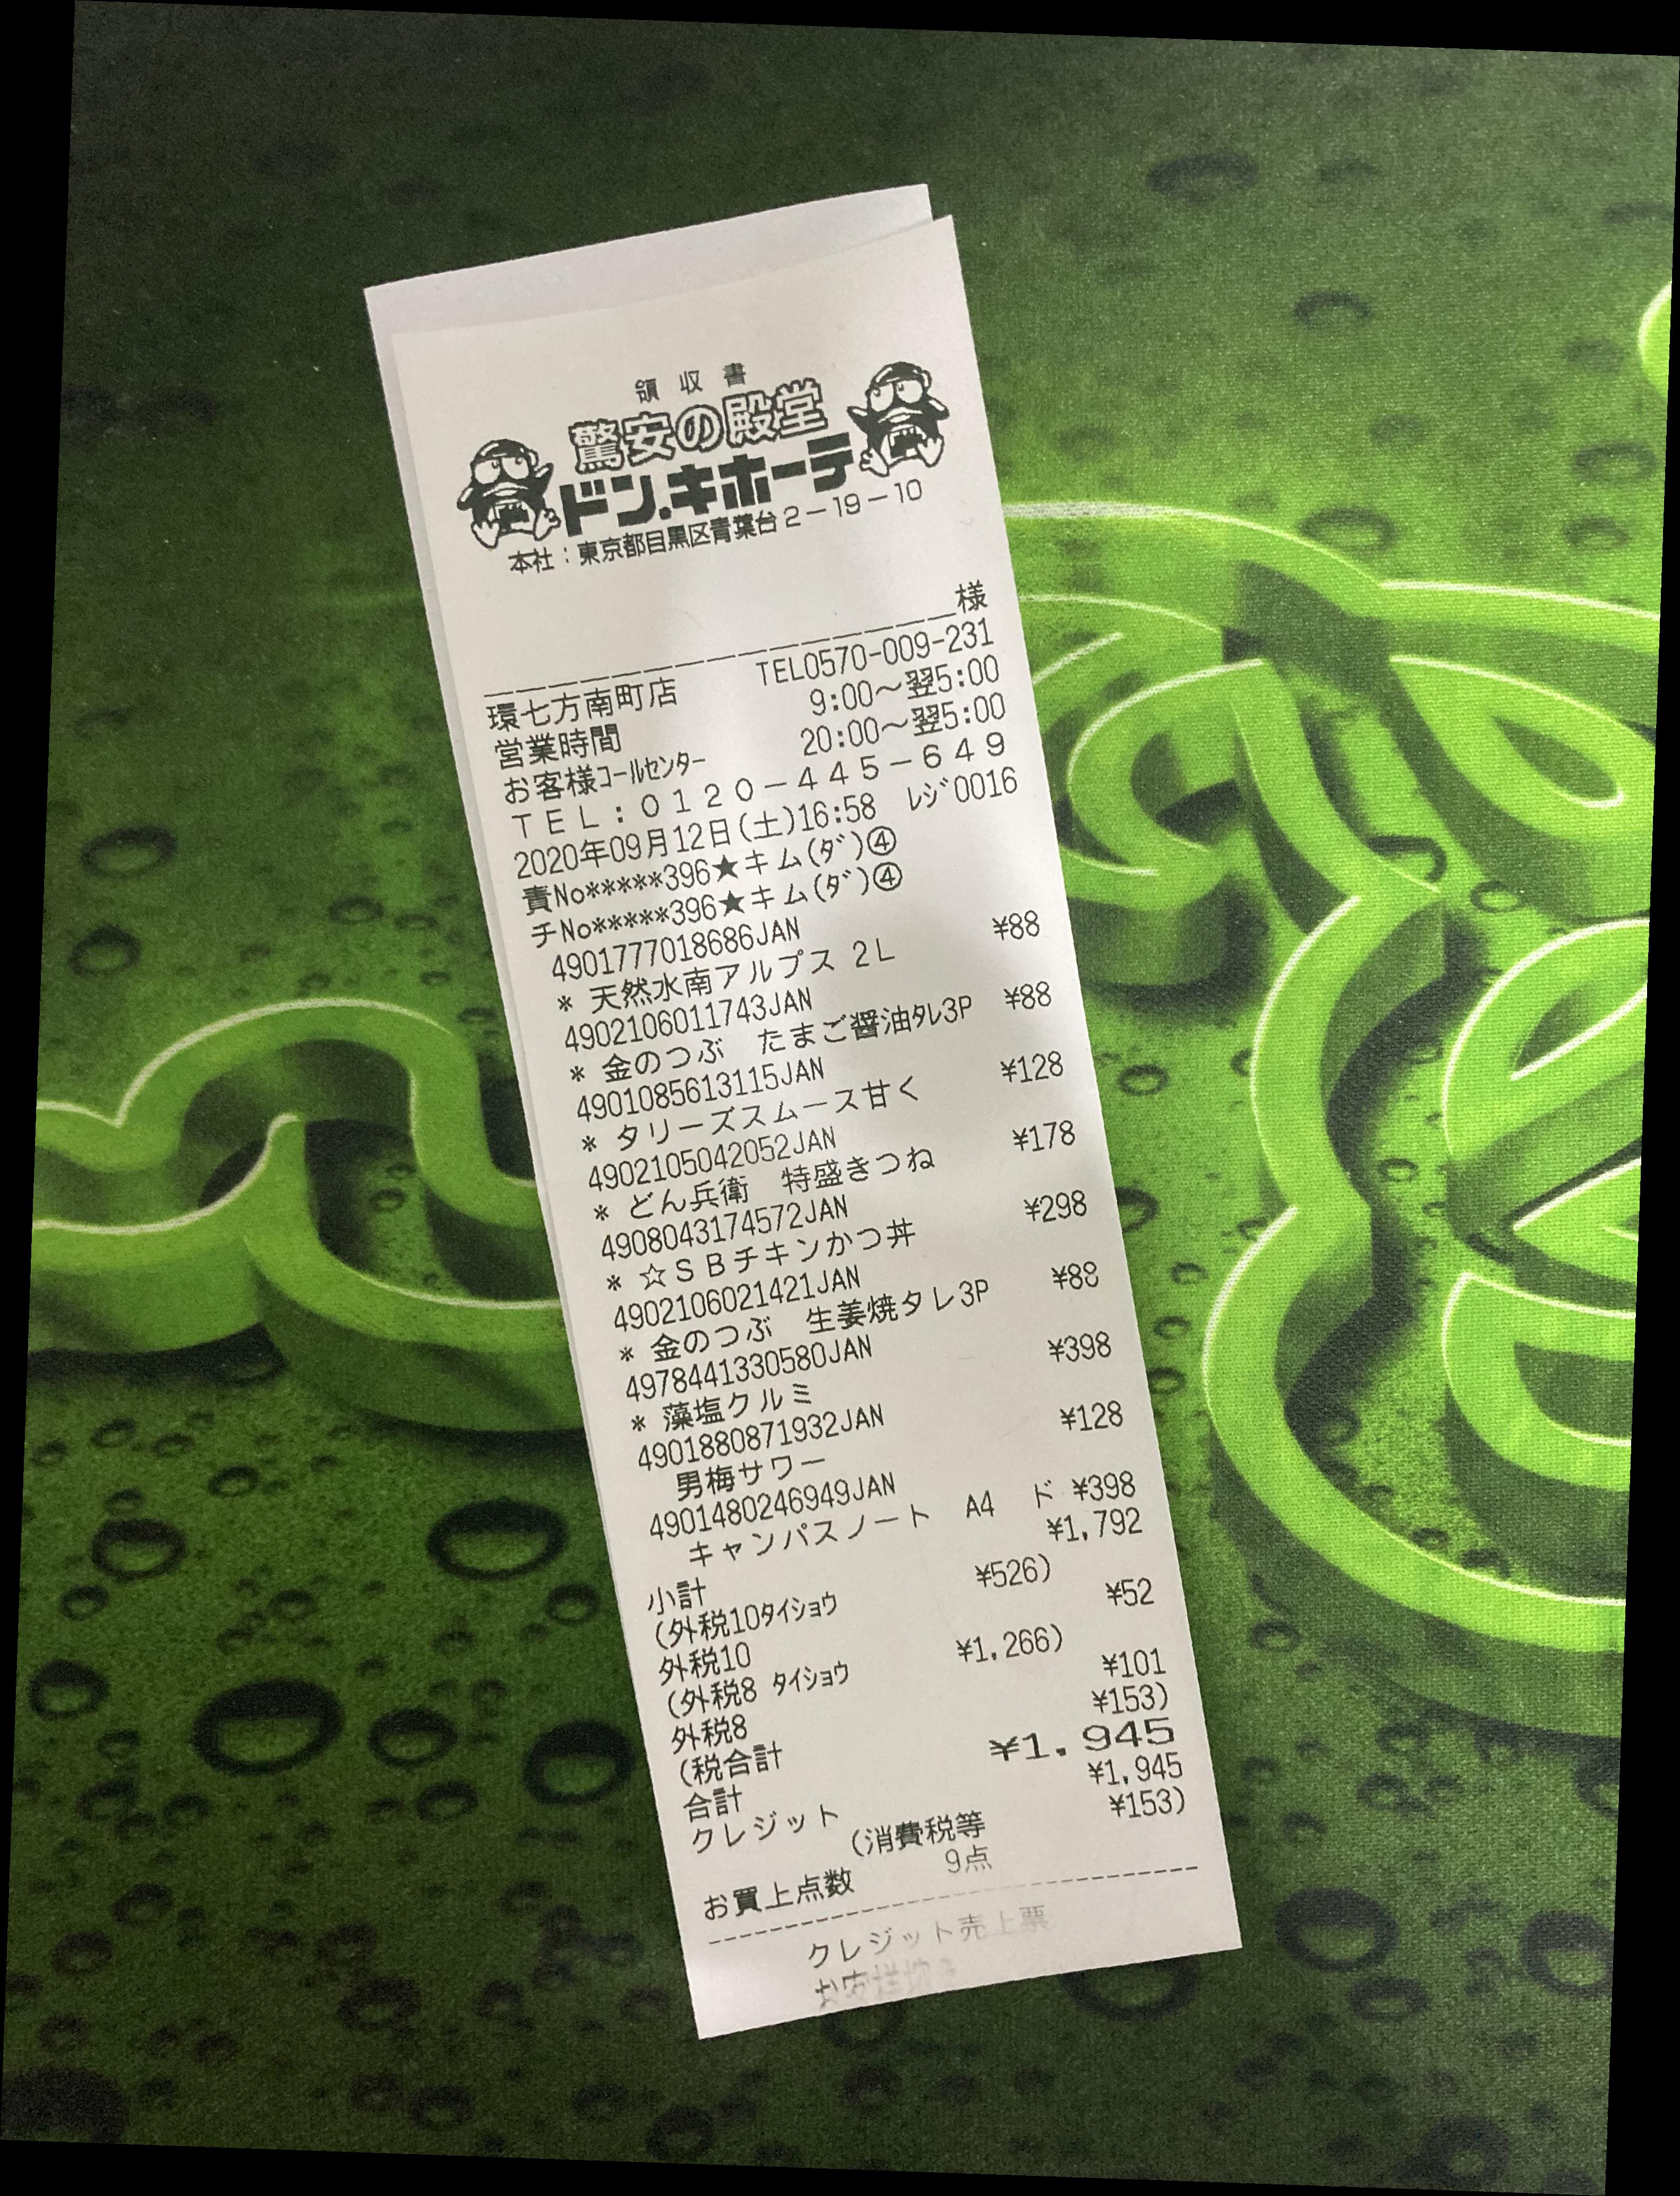 領収書
驚安の殿堂
ドン.キホーテ
本社：東京都目黒区青葉台2－19－10
様
環七方南町店 TEL0570-009-231
営業時間 9:00～翌5:00
お客様ｺｰﾙｾﾝﾀｰ 20:00～翌5:00
ＴＥＬ：０１２０－４４５－６４９
2020年09月12日(土)16:58 ﾚｼﾞ0016
責No*****396★キム(ﾀﾞ)④
チNo*****396★キム(ﾀﾞ)④
4901777018686JAN ¥88
* 天然水南アルプス 2L
4902106011743JAN ¥88
* 金のつぶ たまご醤油ﾀﾚ3P
4901085613115JAN ¥128
* タリーズスムース甘く
4902105042052JAN ¥178
* どん兵衛 特盛きつね
4908043174572JAN ¥298
* ☆ＳＢチキンかつ丼
4902106021421JAN ¥88
* 金のつぶ 生姜焼タレ3P
4978441330580JAN ¥398
* 藻塩クルミ
4901880871932JAN ¥128
男梅サワー
4901480246949JAN ¥398
キャンパスノート A4 ド
小計 ¥1,792
(外税10ﾀｲｼｮｳ ¥526)
外税10 ¥52
(外税8 ﾀｲｼｮｳ ¥1,266)
外税8 ¥101
(税合計 ¥153)
合計 ¥1,945
クレジット ¥1,945
(消費税等 ¥153)
お買上点数 9点
クレジット売上票